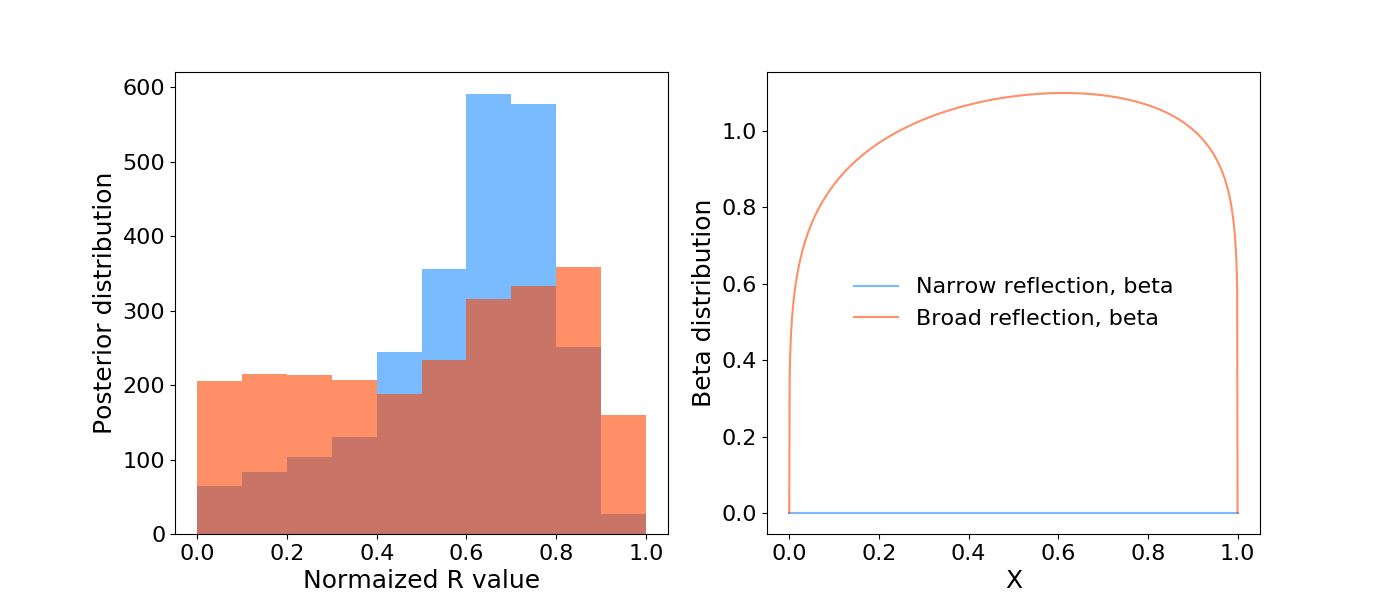 Posterior distribution
600
500
400
300
200
100
0
0.0 0.2 0.4 0.6 0.8 1.0
Normaized R value
Beta distribution
1.0
0.8
0.6
0.4
0.2
0.0
Narrow reflection, beta
Broad reflection, beta
0.0 0.2 0.4 0.6 0.8 1.0
X